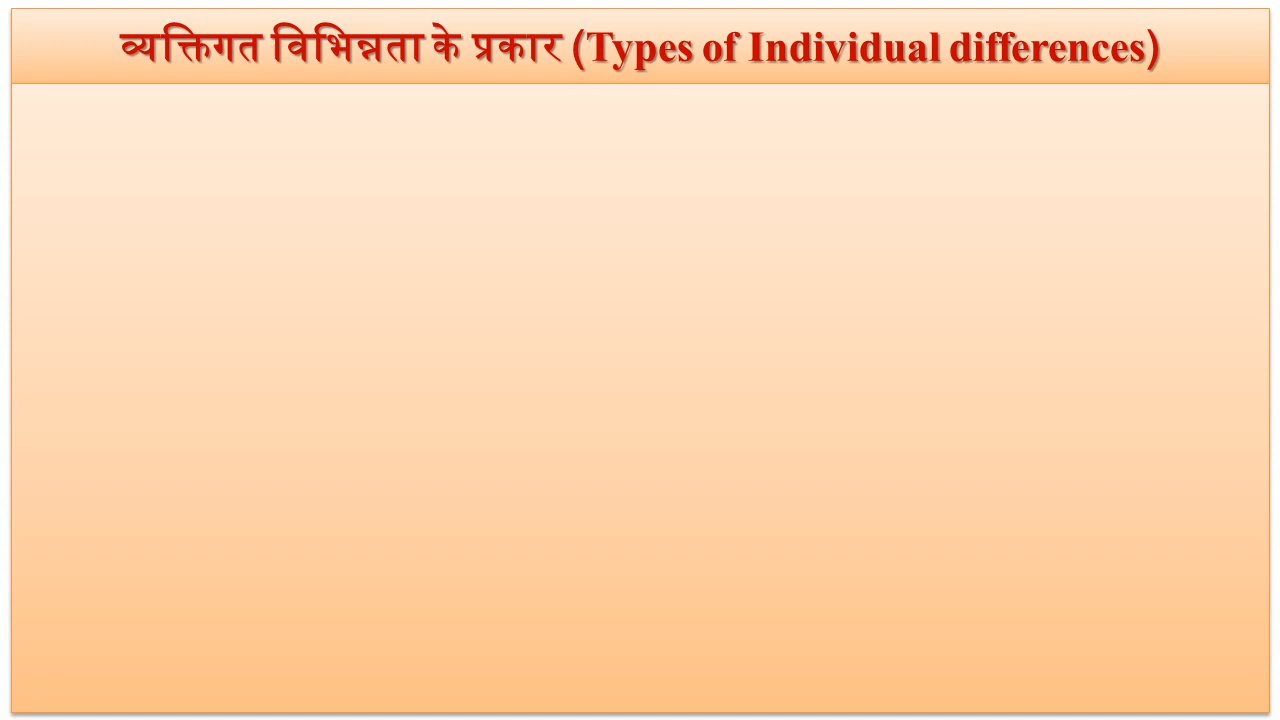 व्यक्तिगत विभिन्नता के प्रकार (Types of Individual differences)